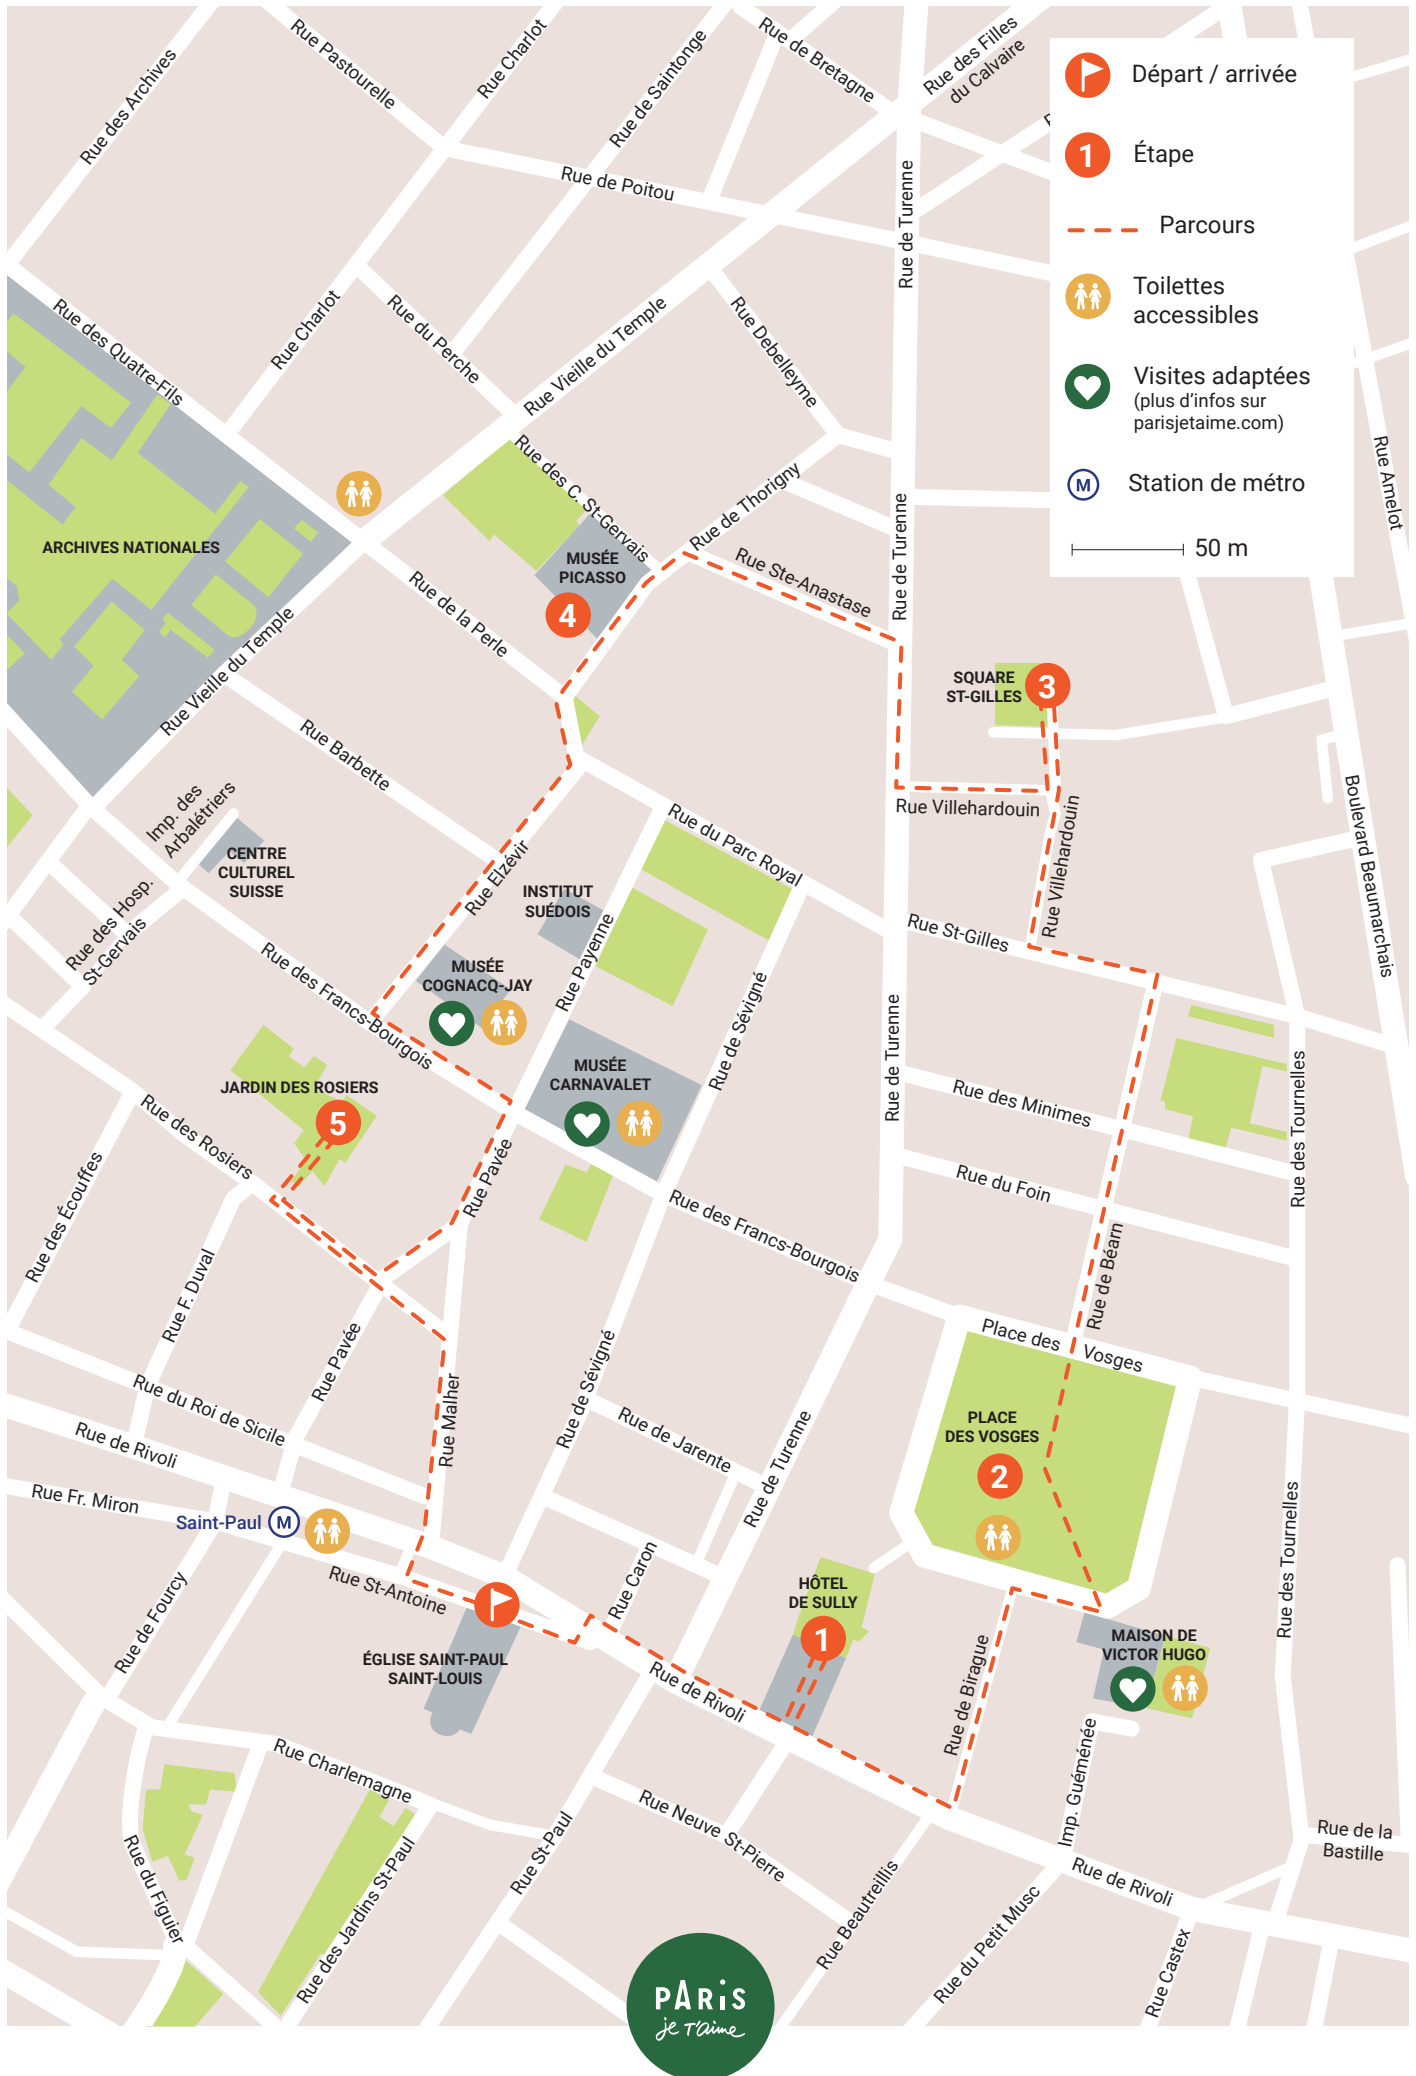 Rue des Archives
Rue Pastourelle
Rue Charlot
Rue de Saintonge
Rue de Bretagne
Rue des Filles
du Calvaire
Départ / arrivée
1
Étape
Parcours
Toilettes
accessibles
Visites adaptées
(plus d'infos sur
parisjetaime.com)
M
Station de métro
50 m
Rue de Poitou
Rue de Turenne
Rue des Quatre-Fils
Rue Charlot
Rue du Perche
Rue Vieille du Temple
Rue Debelleyme
Rue Amelot
Rue des C. St-Gervais
Rue de Thorigny
Rue de Turenne
ARCHIVES NATIONALES
MUSÉE
PICASSO
4
Rue Ste-Anastase
Rue de la Perle
Rue Vieille du Temple
SQUARE
ST-GILLES
3
Rue Barbette
Rue Villehardouin
Rue Villehardouin
Boulevard Beaumarchais
Imp. des
Arbalétriers
CENTRE
CULTUREL
SUISSE
Rue du Parc Royal
Rue Elzévir
INSTITUT
SUÉDOIS
Rue des Hosp.
St-Gervais
Rue des Francs-Bourgois
Rue Payenne
Rue St-Gilles
MUSÉE
COGNACQ-JAY
Rue de Sévigné
Rue de Turenne
MUSÉE
CARNAVALET
JARDIN DES ROSIERS
5
Rue des Rosiers
Rue des Minimes
Rue des Tournelles
Rue des Écouffes
Rue Pavée
Rue du Foin
Rue des Francs-Bourgois
Rue F. Duval
Rue de Béarn
Rue Pavée
Place des
Vosges
Rue du Roi de Sicile
Rue Malher
Rue de Sévigné
Rue de Rivoli
Rue de Jarente
Rue de Turenne
PLACE
DES VOSGES
2
Rue Fr. Miron
Saint-Paul
M
Rue des Tournelles
Rue St-Antoine
Rue Caron
HÔTEL
DE SULLY
1
Rue de Fourcy
ÉGLISE SAINT-PAUL
SAINT-LOUIS
Rue de Rivoli
Rue de Birague
MAISON DE
VICTOR HUGO
Imp. Guéménée
Rue Charlemagne
Rue Neuve St-Pierre
Rue St-Paul
Rue de la
Bastille
Rue du Figuier
Rue des Jardins St-Paul
Rue Beautreillis
Rue de Rivoli
Rue du Petit Musc
Rue Castex
PARiS
je t'aime